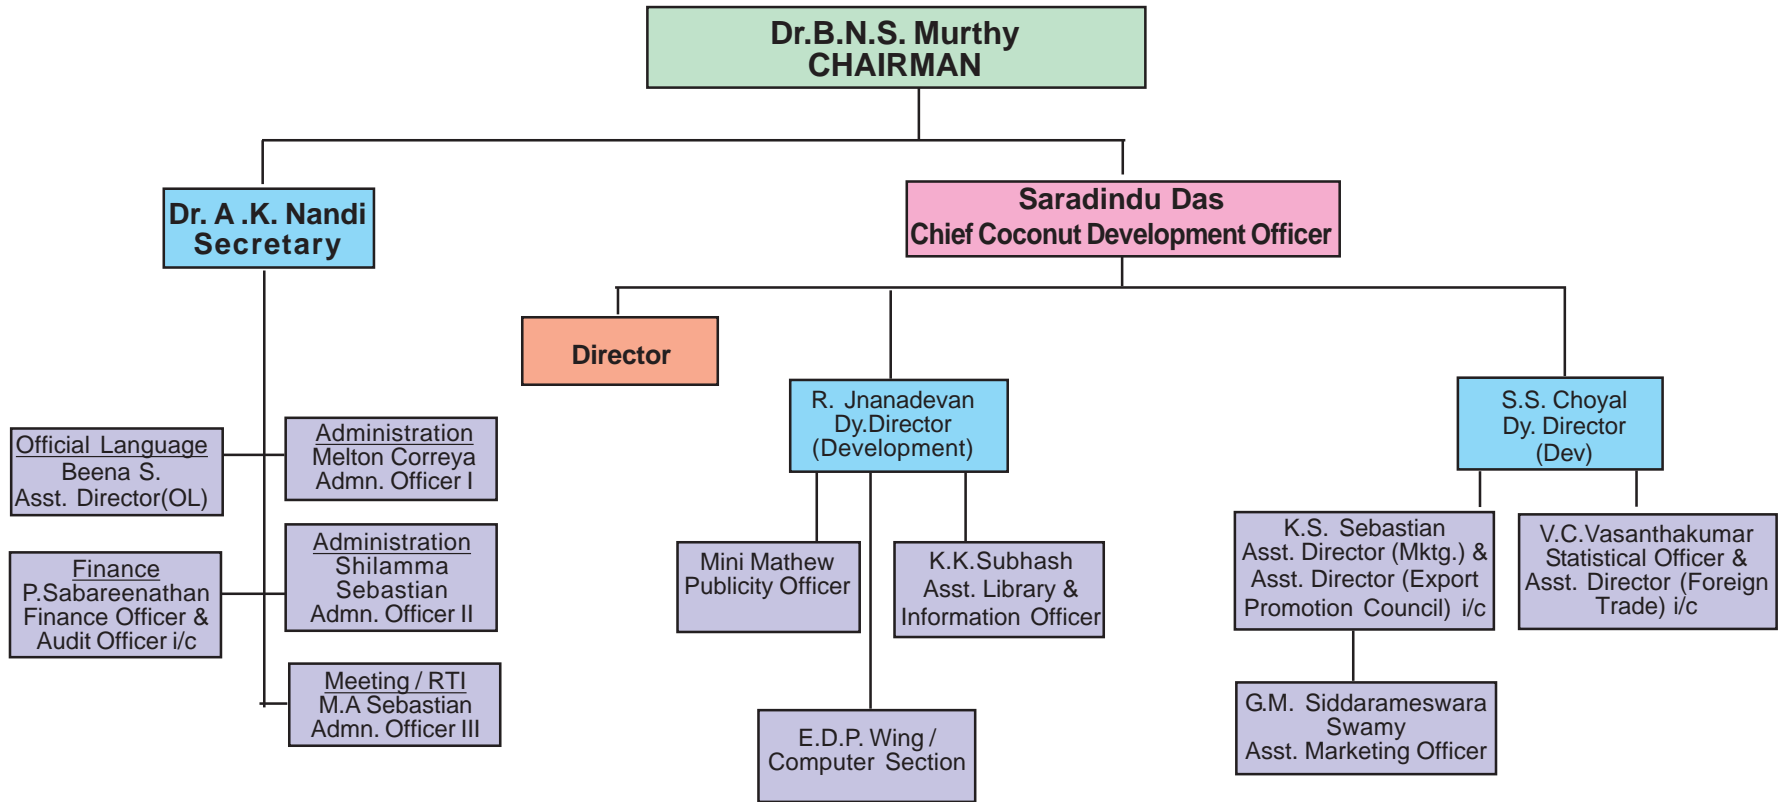 Dr.B.N.S. Murthy
CHAIRMAN
Dr. A .K. Nandi
Secretary
Saradindu Das
Chief Coconut Development Officer
Director
R. Jnanadevan
Dy.Director
(Development)
S.S. Choyal
Dy. Director
(Dev)
Official Language
Beena S.
Asst. Director(OL)
Administration
Melton Correya
Admn. Officer I
Finance
P.Sabareenathan
Finance Officer &
Audit Officer i/c
Administration
Shilamma
Sebastian
Admn. Officer II
Meeting / RTI
M.A Sebastian
Admn. Officer III
Mini Mathew
Publicity Officer
K.K.Subhash
Asst. Library &
Information Officer
E.D.P. Wing /
Computer Section
K.S. Sebastian
Asst. Director (Mktg.) &
Asst. Director (Export
Promotion Council) i/c
V.C.Vasanthakumar
Statistical Officer &
Asst. Director (Foreign
Trade) i/c
G.M. Siddarameswara
Swamy
Asst. Marketing Officer